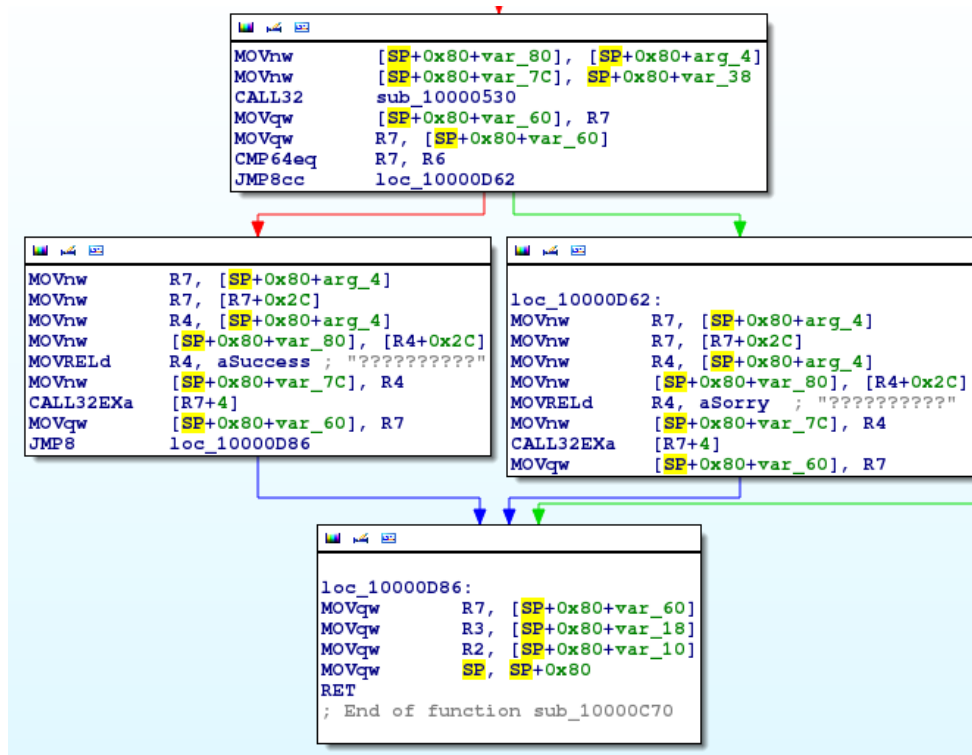 MOVnw [SP+0x80+var_80], [SP+0x80+arg_4]
MOVnw [SP+0x80+var_7C], SP+0x80+var_38
CALL32 sub_10000530
MOVqw [SP+0x80+var_60], R7
MOVqw R7, [SP+0x80+var_60]
CMP64eq R7, R6
JMP8cc loc_10000D62
MOVnw R7, [SP+0x80+arg_4]
MOVnw R7, [R7+0x2C]
MOVnw R4, [SP+0x80+arg_4]
MOVnw [SP+0x80+var_80], [R4+0x2C]
MOVRELd R4, aSuccess ; "??????????"
MOVnw [SP+0x80+var_7C], R4
CALL32EXa [R7+4]
MOVqw [SP+0x80+var_60], R7
JMP8 loc_10000D86
loc_10000D62:
MOVnw R7, [SP+0x80+arg_4]
MOVnw R7, [R7+0x2C]
MOVnw R4, [SP+0x80+arg_4]
MOVnw [SP+0x80+var_80], [R4+0x2C]
MOVRELd R4, aSorry ; "??????????"
MOVnw [SP+0x80+var_7C], R4
CALL32EXa [R7+4]
MOVqw [SP+0x80+var_60], R7
loc_10000D86:
MOVqw R7, [SP+0x80+var_60]
MOVqw R3, [SP+0x80+var_18]
MOVqw R2, [SP+0x80+var_10]
MOVqw SP, SP+0x80
RET
; End of function sub_10000C70